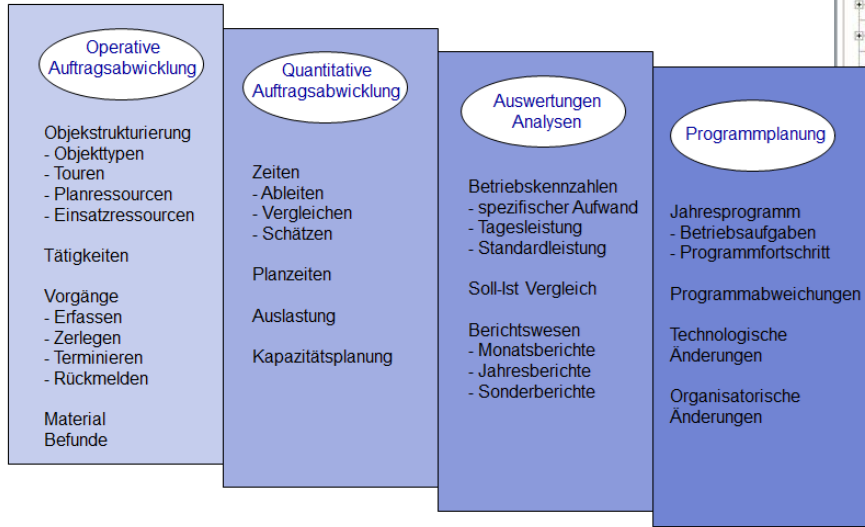 Operative
Auftragsabwicklung
Objekstrukturierung
- Objekttypen
- Touren
- Planressourcen
- Einsatzressourcen
Tätigkeiten
Vorgänge
- Erfassen
- Zerlegen
- Terminieren
- Rückmelden
Material
Befunde
Quantitative
Auftragsabwicklung
Zeiten
- Ableiten
- Vergleichen
- Schätzen
Planzeiten
Auslastung
Kapazitätsplanung
Auswertungen
Analysen
Betriebskennzahlen
- spezifischer Aufwand
- Tagesleistung
- Standardleistung
Soll-Ist Vergleich
Berichtswesen
- Monatsberichte
- Jahresberichte
- Sonderberichte
Programmplanung
Jahresprogramm
- Betriebsaufgaben
- Programmfortschritt
Programmabweichungen
Technologische
Änderungen
Organisatorische
Änderungen